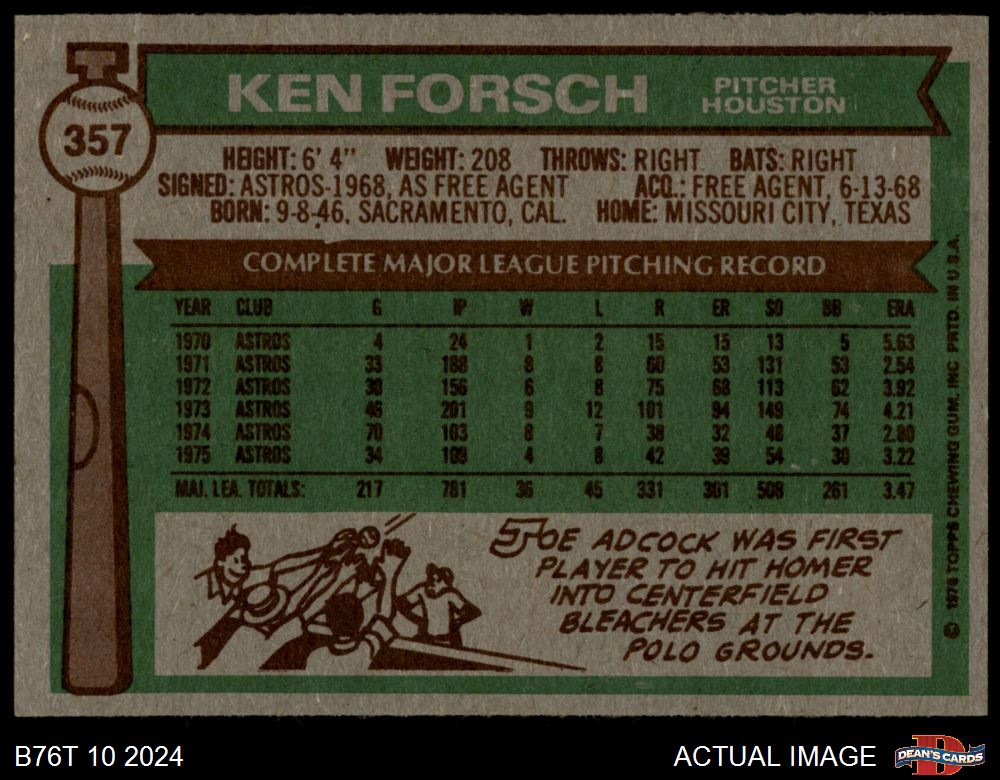 357
KEN FORSCH
PITCHER
HOUSTON
HEIGHT: 6' 4" WEIGHT: 208 THROWS: RIGHT BATS: RIGHT
SIGNED: ASTROS-1968, AS FREE AGENT ACQ.: FREE AGENT, 6-13-68
BORN: 9-8-46, SACRAMENTO, CAL. HOME: MISSOURI CITY, TEXAS
COMPLETE MAJOR LEAGUE PITCHING RECORD
YEAR CLUB G IP W L R ER SO BB ERA
1970 ASTROS 4 24 1 2 15 15 13 5 5.63
1971 ASTROS 33 188 8 8 60 53 131 53 2.54
1972 ASTROS 30 156 6 8 75 68 113 62 3.92
1973 ASTROS 46 201 9 12 101 94 149 74 4.21
1974 ASTROS 70 103 8 7 38 32 48 37 2.80
1975 ASTROS 34 109 4 8 42 39 54 30 3.22
MAJ. LEA. TOTALS: 217 781 36 45 331 301 508 261 3.47
JOE ADCOCK WAS FIRST
PLAYER TO HIT HOMER
INTO CENTERFIELD
BLEACHERS AT THE
POLO GROUNDS.
© 1976 TOPPS CHEWING GUM, INC PRTD. IN U.S.A.
B76T 10 2024
ACTUAL IMAGE
DEAN'S CARDS